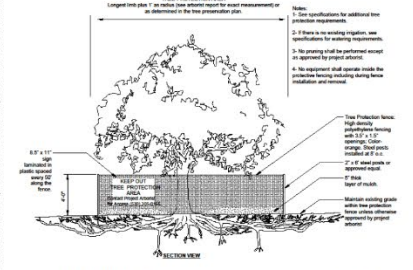 Longest limb plus 1' as radius (see arborist report for exact measurement) or
as determined in the tree preservation plan.
Notes:
1- See specifications for additional tree
protection requirements.
2- If there is no existing irrigation, see
specifications for watering requirements.
3- No pruning shall be performed except
as approved by project arborist.
4- No equipment shall operate inside the
protective fencing including during fence
installation and removal.
8.5" x 11"
sign
laminated in
plastic spaced
every 50'
along the
fence.
KEEP OUT
TREE PROTECTION
AREA
Contact Project Arborist
4'-0"
Tree Protection fence:
High density
polyethylene fencing
with 3.5" x 1.5"
openings; Color-
orange. Steel posts
installed at 8' o.c.
2" x 6' steel posts or
approved equal.
5" thick
layer of mulch.
Maintain existing grade
within tree protection
fence unless otherwise
approved by project
arborist
SECTION VIEW